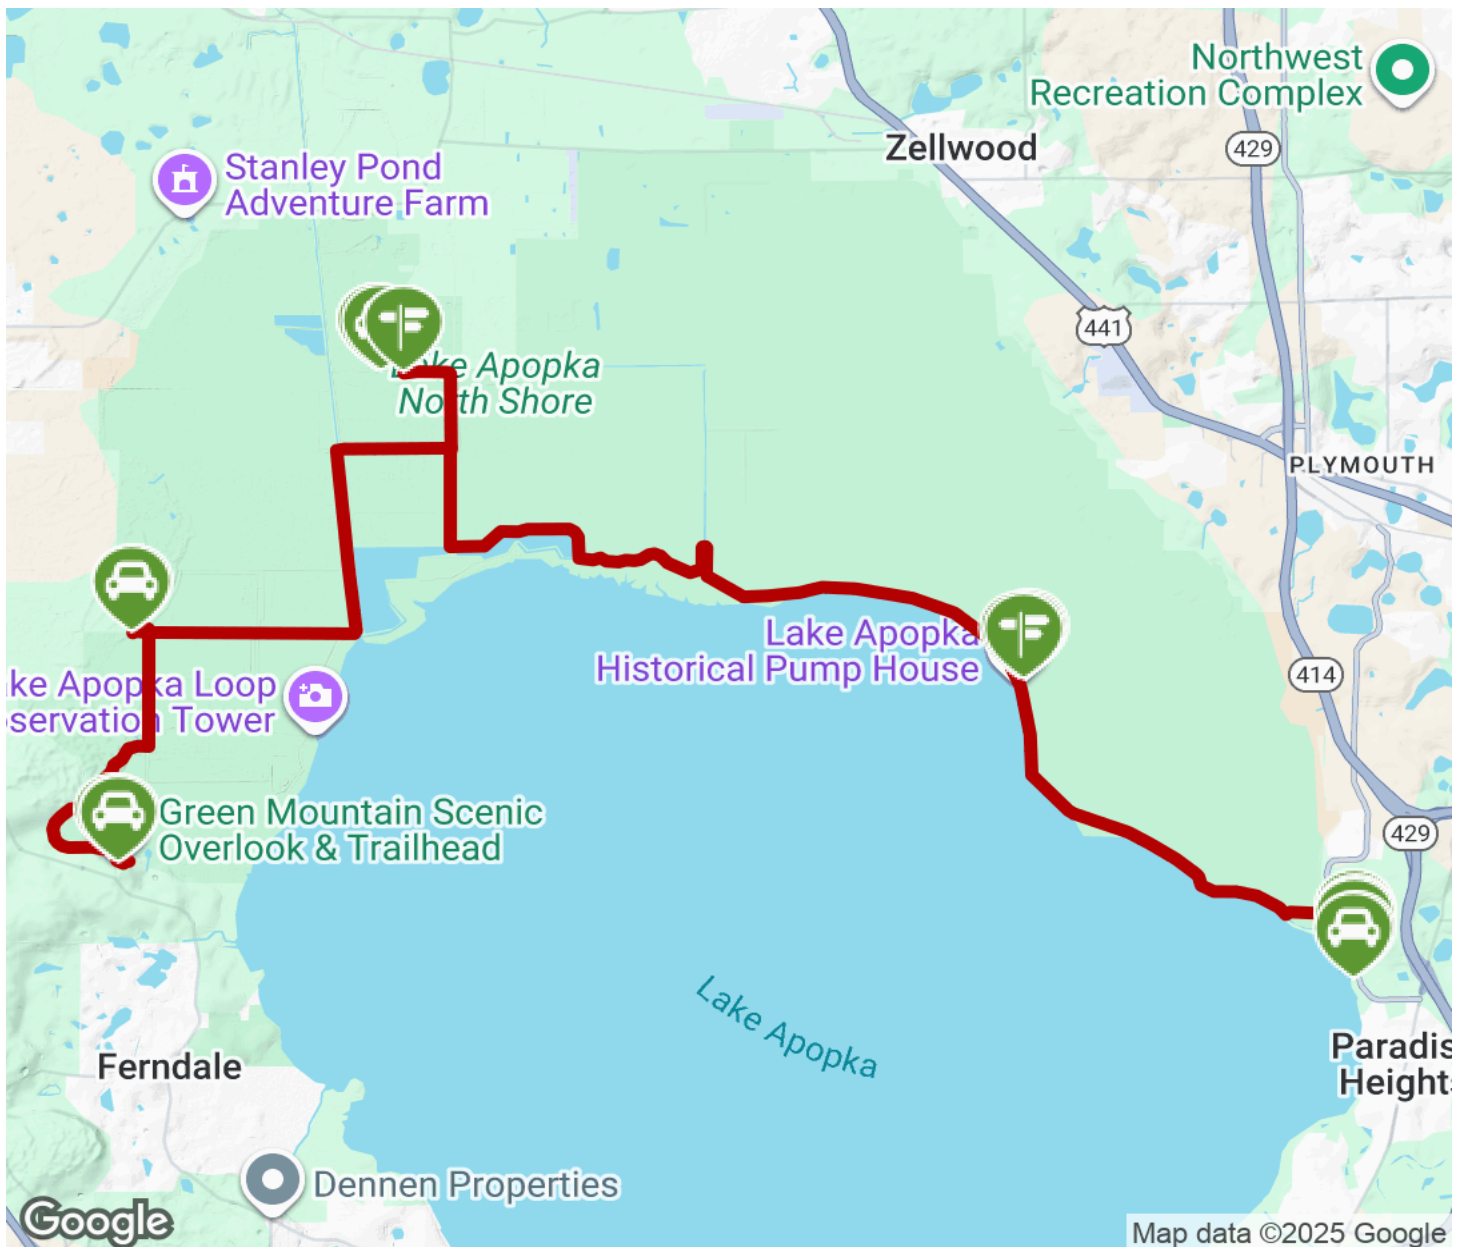 Northwest
Recreation Complex
Zellwood
429
Stanley Pond
Adventure Farm
441
Lake Apopka
North Shore
PLYMOUTH
Lake Apopka
Historical Pump House
414
ke Apopka Loop
servation Tower
Green Mountain Scenic
Overlook & Trailhead
429
Lake Apopka
Paradis
Height
Ferndale
Dennen Properties
Google
Map data ©2025 Google